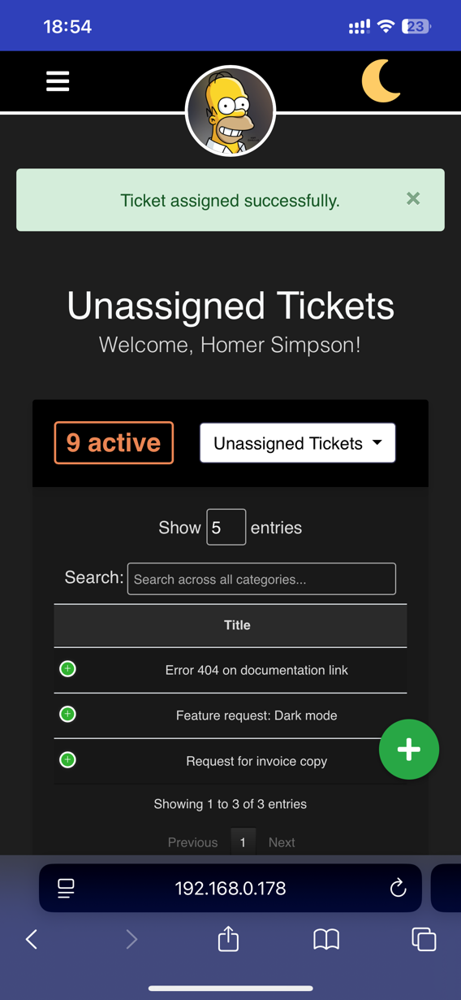 18:54
23
Ticket assigned successfully.
×
Unassigned Tickets
Welcome, Homer Simpson!
9 active
Unassigned Tickets
Show 5 entries
Search: Search across all categories...
Title
Error 404 on documentation link
Feature request: Dark mode
Request for invoice copy
Showing 1 to 3 of 3 entries
Previous 1 Next
192.168.0.178